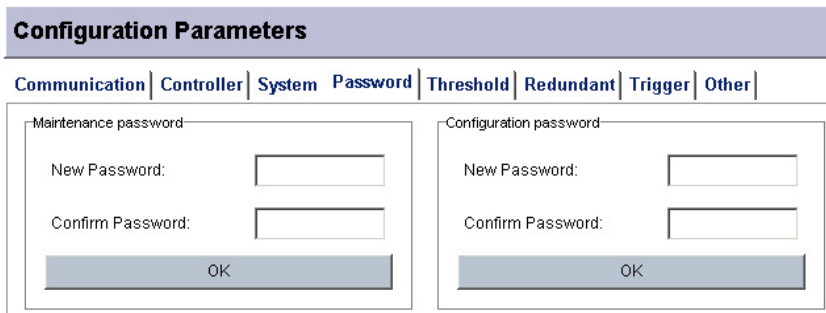 Configuration Parameters
Communication Controller System Password Threshold Redundant Trigger Other
Maintenance password
New Password:
Confirm Password:
OK
Configuration password
New Password:
Confirm Password:
OK